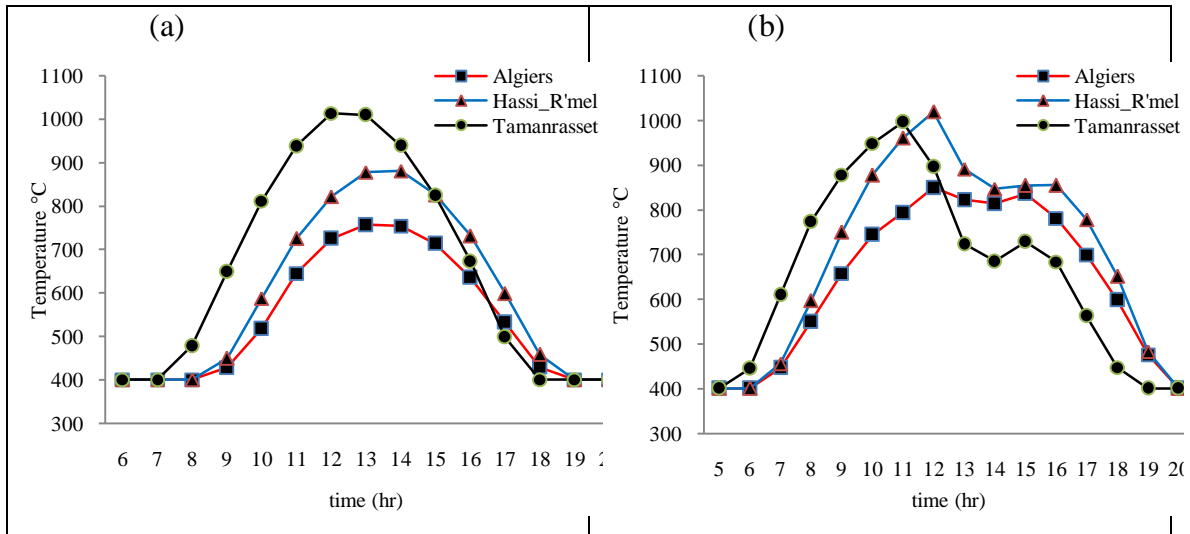 (a)
1100
1000
900
800
700
600
500
400
300
Temperature °C
Algiers
Hassi_R'mel
Tamanrasset
6 7 8 9 10 11 12 13 14 15 16 17 18 19 2
time (hr)
(b)
1100
1000
900
800
700
600
500
400
300
Temperature °C
Algiers
Hassi_R'mel
Tamanrasset
5 6 7 8 9 10 11 12 13 14 15 16 17 18 19 20
time (hr)